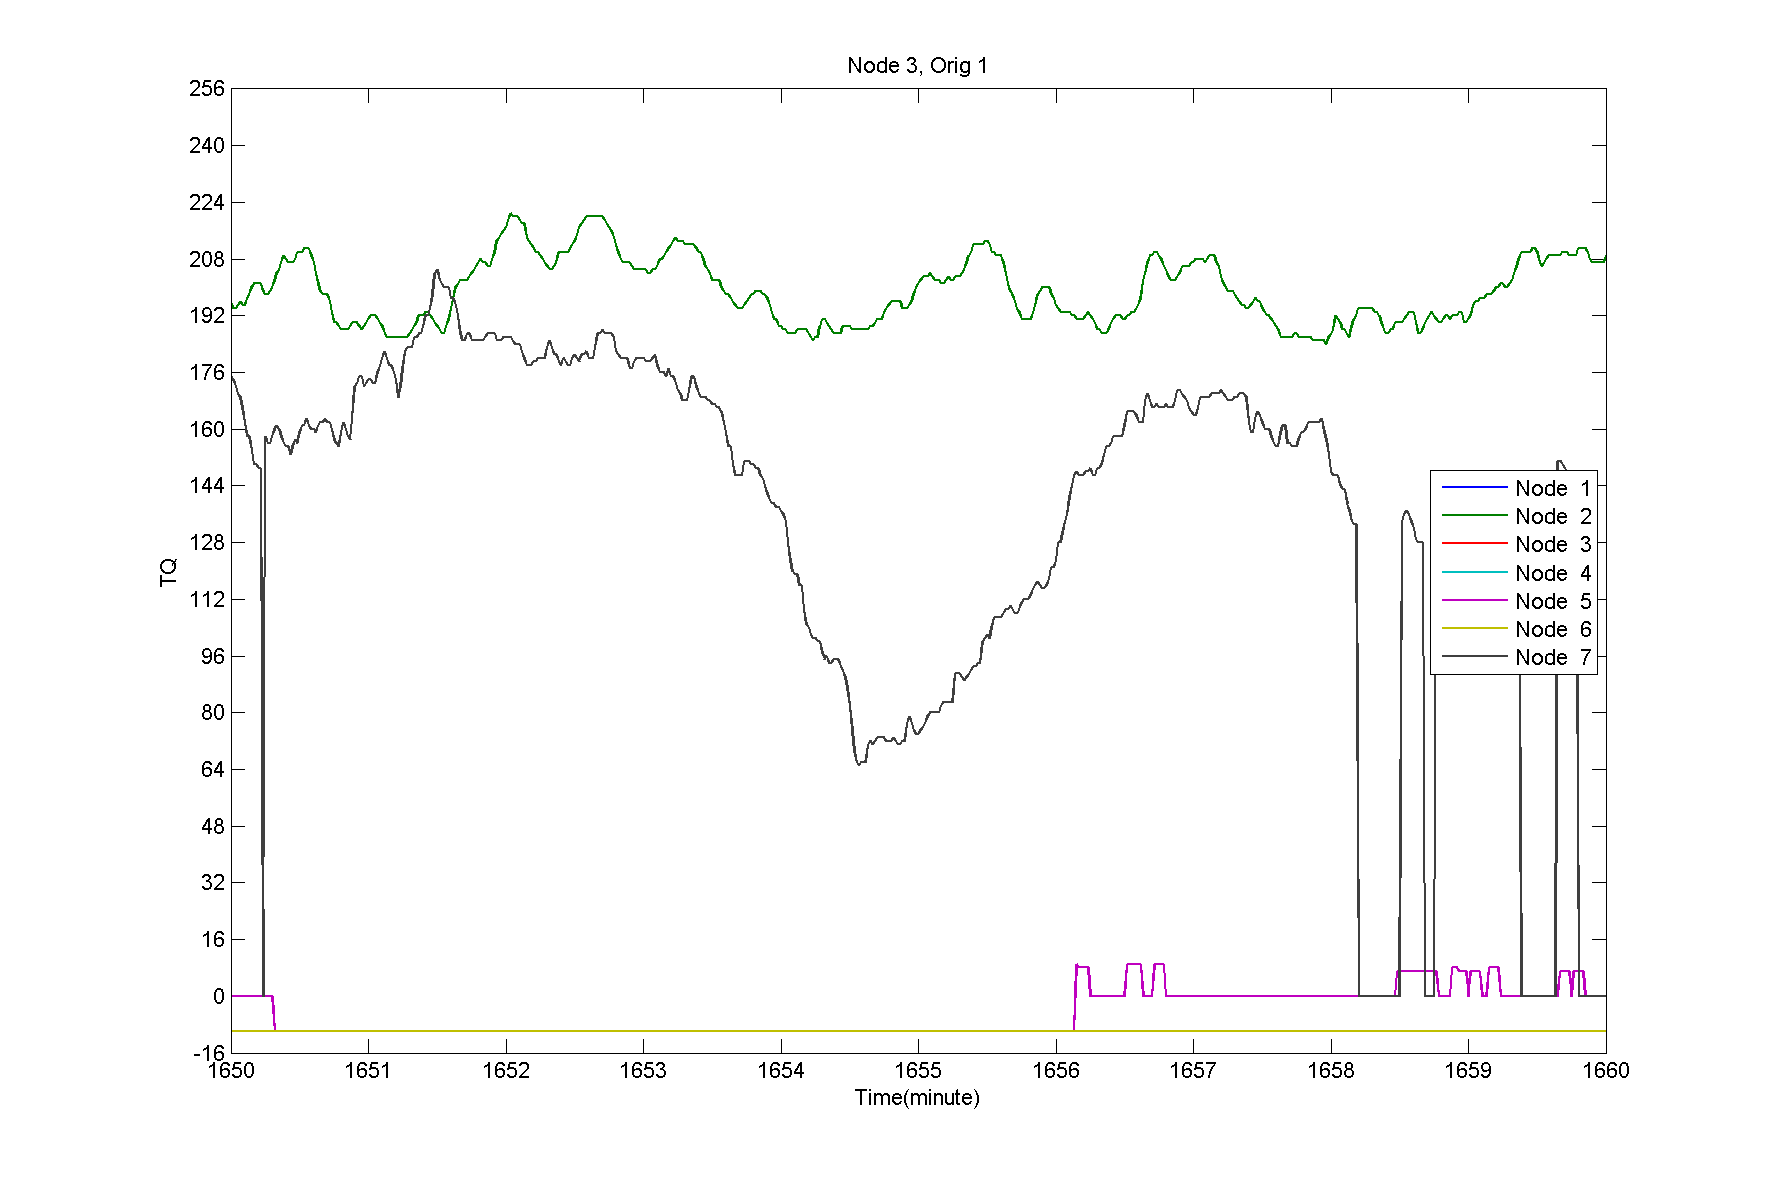 Node 3, Orig 1
256
240
224
208
192
176
160
144
128
112
96
80
64
48
32
16
0
-16
TQ
Node 1
Node 2
Node 3
Node 4
Node 5
Node 6
Node 7
1650 1651 1652 1653 1654 1655 1656 1657 1658 1659 1660
Time(minute)